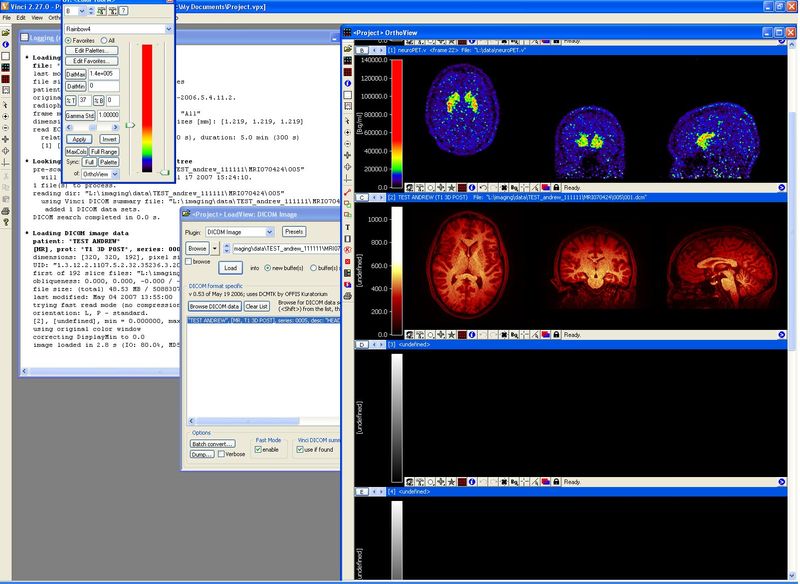 Vinci 2.27.0 -
\My Documents\Project.vpx]
File Edit View
Rainbow4
Favorites All
Edit Palettes...
Edit Favorites...
DatMax 1.4e+005
DatMin 0
%T 37 %B 0
Gamma Std. 1.00000
Apply Invert
MaxCols Full Range
Sync: Full Palette
of: OrthoView
Logging
* Loading
file:
last mod
file siz
patient
origina -2006.5.4.11.2.
radioph
frame "All"
dimensi izes [mm]: [1.219, 1.219, 1.219]
read EC
relat 0 s), duration: 5.0 min (300 s)
[1]
* Looking tree
pre-sca 17 2007 15:24:10.
will
1 file(s) to process.
reading dir: "L:\imaging\data\TEST_andrew_111111\MRI070424\005"
using Vinci DICOM summary file: "L:\imaging\data\TEST_andrew_111111\MRI0704
added 1 DICOM data sets.
DICOM search completed in 0.0 s.
* Loading DICOM image data
patient: "TEST ANDREW"
[MR], prot: "T1 3D POST", series: 000
dimensions: [320, 320, 192], pixel si
UID: "1.3.12.2.1107.5.2.32.35236.3.20
first of 192 slice files: "L:\imaging
obliqueness: 0.000, 0.000, -0.000 /
file size: (total) 48.53 MS / 5088307
last modified: May 04 2007 13:55:00
trying fast read mode (no compression
orientation: L, P - standard.
[2], [undefined], min = 0.000000, max
using original color window
correcting DisplayMin to 0.0
image loaded in 2.8 s (IO: 80.0%, MD5
<Project> LoadView: DICOM Image
Plugin: DICOM Image Presets
Browse maging\data\TEST_andrew_111111\MRI070424\005"
browse
Load into new buffer(s) buffer(s)
DICOM format specific
v 0.53 of May 19 2006; uses DCMTK by OFFIS Kuratorium
Browse DICOM data Clear List Browse for DICOM data se
(<Shift>) from the list, th
"TEST ANDREW", [MR, T1 3D POST], series: 0005, desc: "HEAD
Options
Batch convert...
Dump... Verbose
Fast Mode
enable
Vinci DICOM summ
use if found
<Project> OrthoView
B [1] neuroPET.v <frame 22> File: "L:\data\neuroPET.v"
140000.0
120000.0
100000.0
80000.0
60000.0
40000.0
20000.0
0.0
[Bq/ml]
Ready.
C [2] TEST ANDREW (T1 3D POST) File: "L:\imaging\data\TEST_andrew_111111\MRI070424\005\001.dcm"
1000.0
800.0
600.0
400.0
200.0
0.0
[undefined]
Ready.
D [3] <undefined>
[undefined]
Ready.
E [4] <undefined>
[undefined]